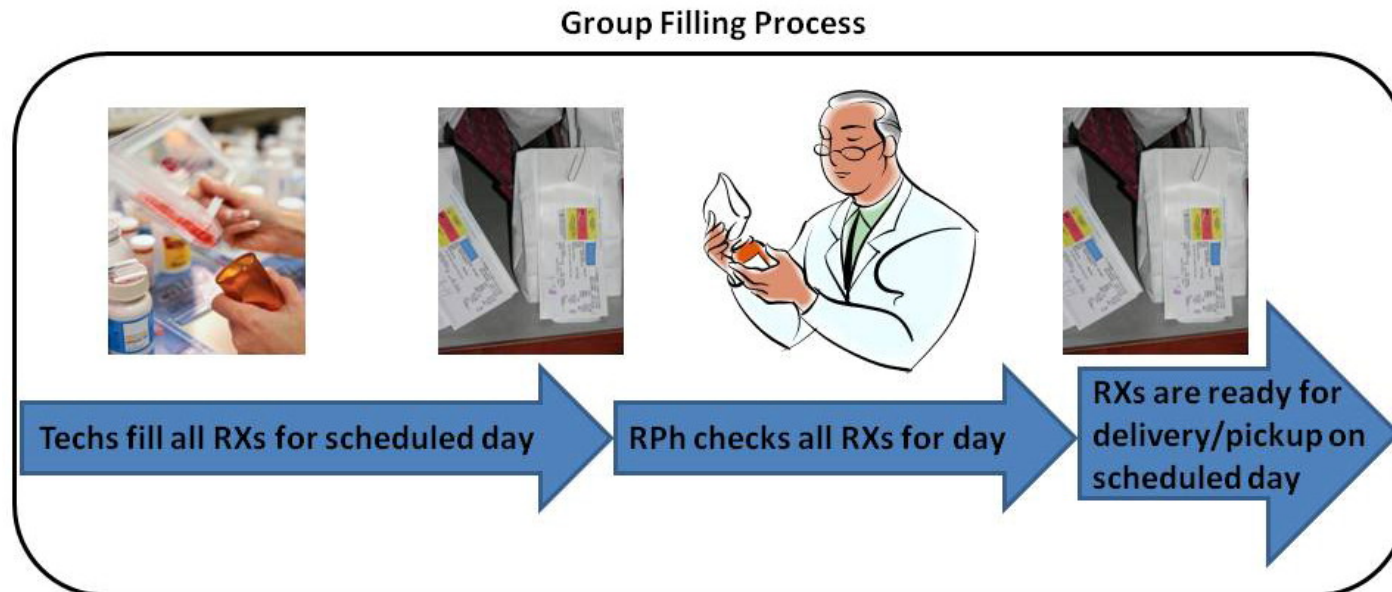 Group Filling Process
Techs fill all RXs for scheduled day
RPh checks all RXs for day
RXs are ready for
delivery/pickup on
scheduled day